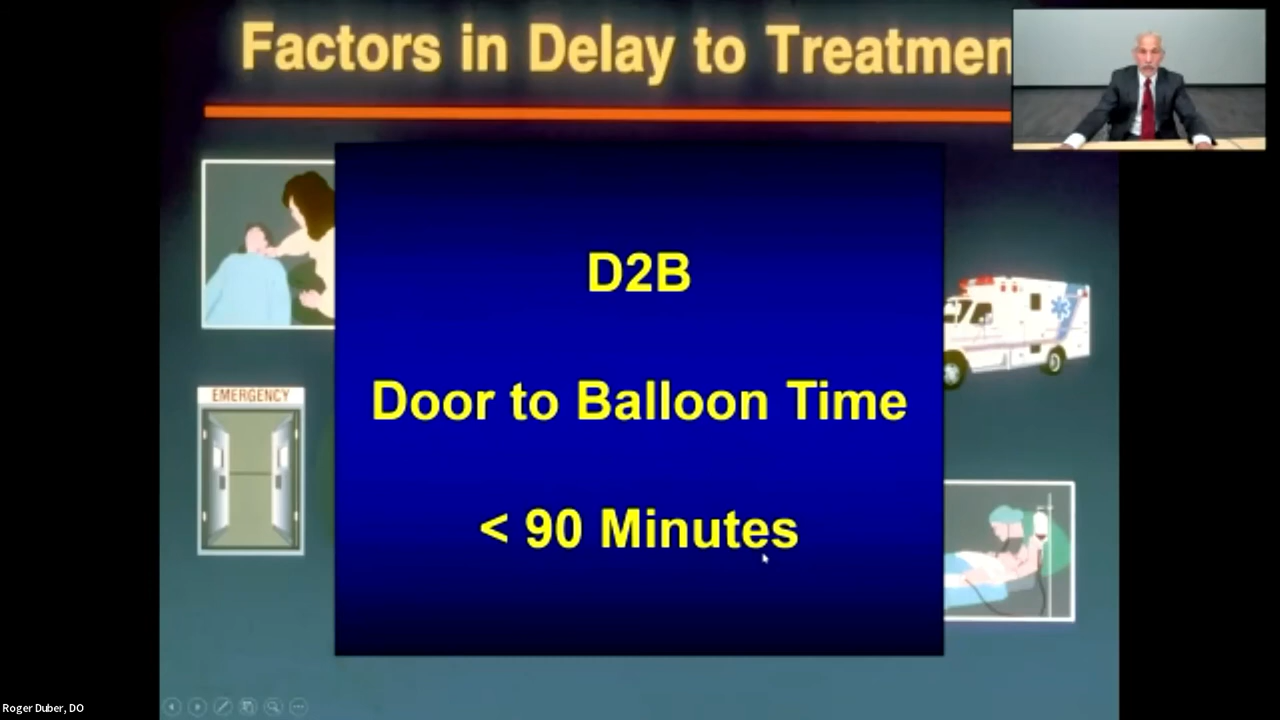 Factors in Delay to Treatmen
D2B
Door to Balloon Time
< 90 Minutes
EMERGENCY
Roger Duber, DO